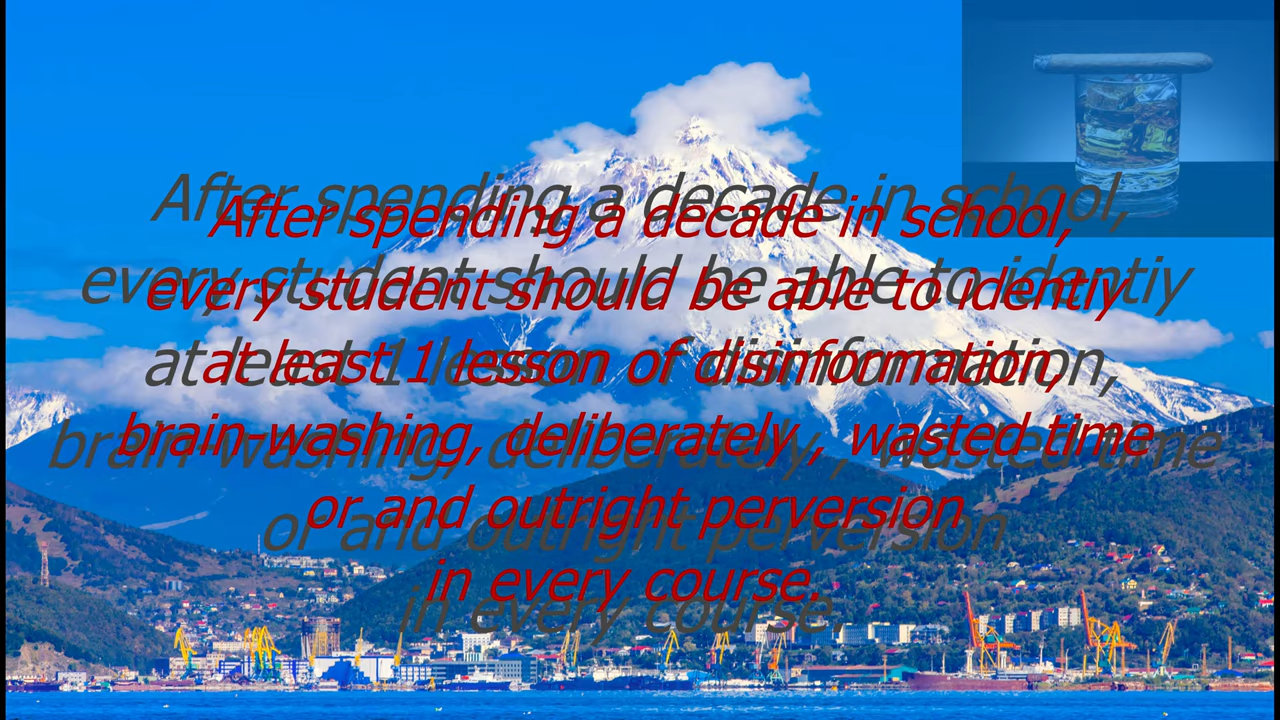 After spending a decade in school,
every student should be able to identiy
at least 1 lesson of disinformation,
brain-washing, deliberately, wasted time
or and outright perversion
in every course.